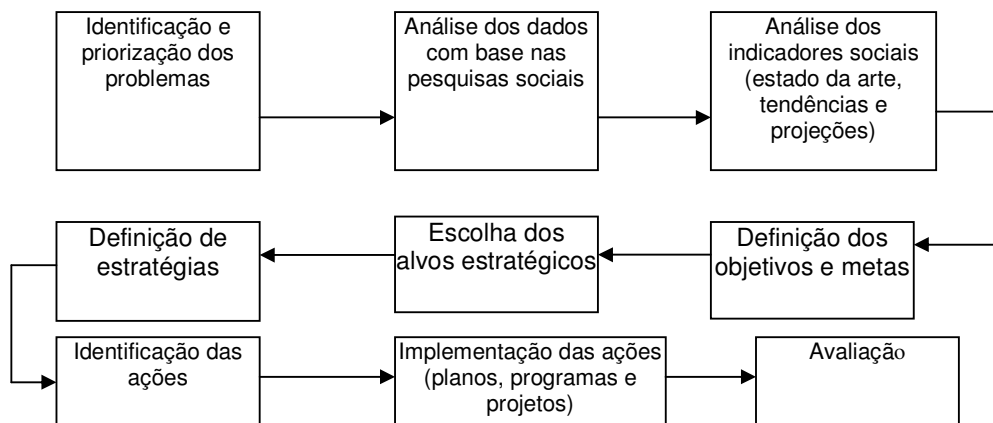 Identificação e
priorização dos
problemas
Análise dos dados
com base nas
pesquisas sociais
Análise dos
indicadores sociais
(estado da arte,
tendências e
projeções)
Definição dos
objetivos e metas
Escolha dos
alvos estratégicos
Definição de
estratégias
Identificação das
ações
Implementação das ações
(planos, programas e
projetos)
Avaliação